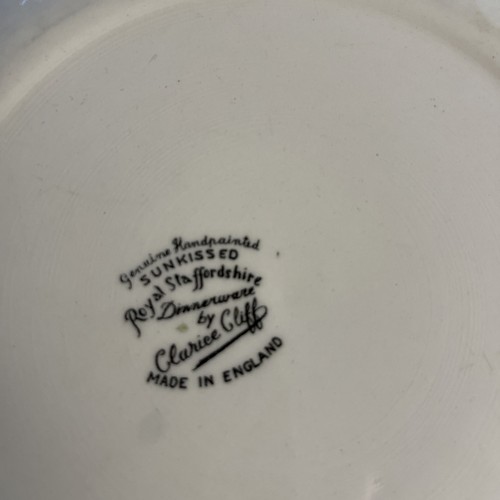 Genuine Handpainted
SUNKISSED
Royal Staffordshire
Dinnerware
by
Clarice Cliff
MADE IN ENGLAND